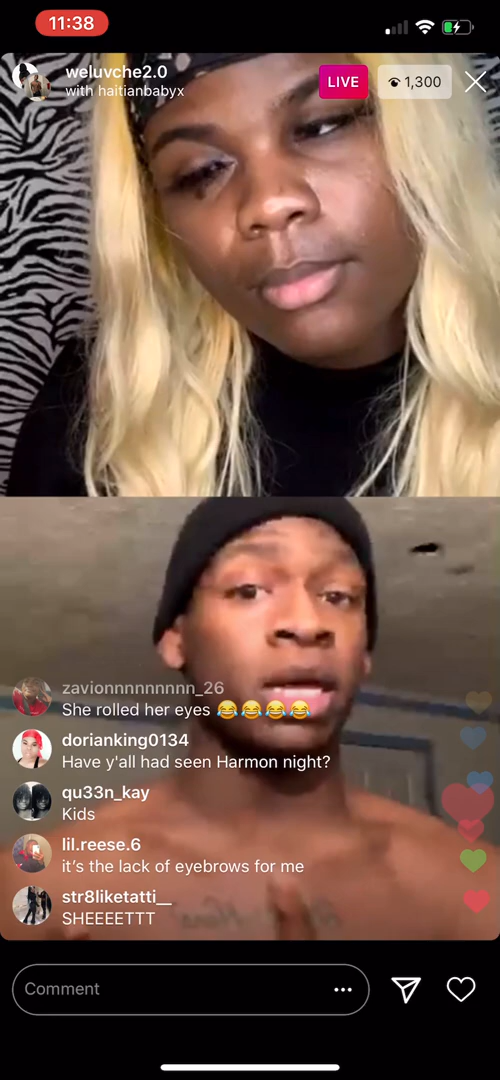 11:38
weluvche2.0
with haitianbabyx
LIVE
1,300
zavionnnnnnnnnn_26
She rolled her eyes 😂😂😂😂
dorianking0134
Have y'all had seen Harmon night?
qu33n_kay
Kids
lil.reese.6
it's the lack of eyebrows for me
str8liketatti__
SHEEEETTT
Comment